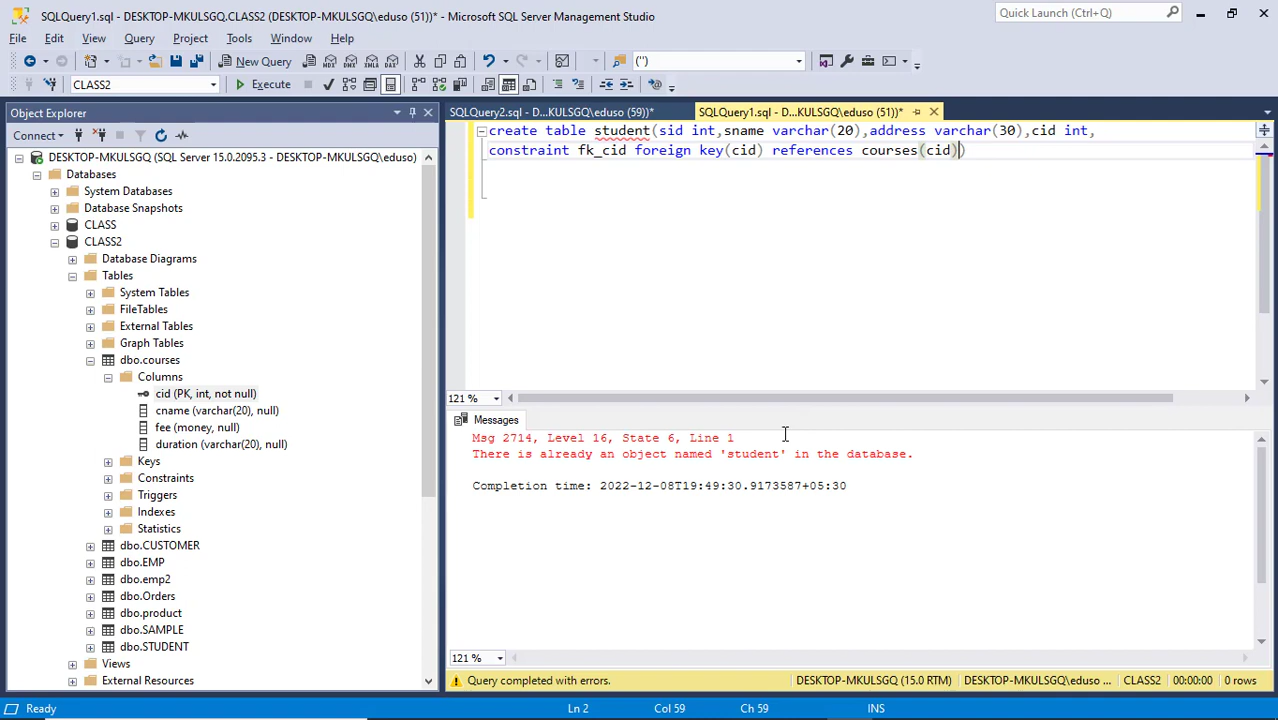 SQLQuery1.sql - DESKTOP-MKULSGQ.CLASS2 (DESKTOP-MKULSGQ\eduso (51))* - Microsoft SQL Server Management Studio
Quick Launch (Ctrl+Q)
File Edit View Query Project Tools Window Help
New Query MDX DMX XMLA DAX (")
CLASS2 Execute
Object Explorer
SQLQuery2.sql - D...KULSGQ\eduso (59))*
SQLQuery1.sql - D...KULSGQ\eduso (51))*
Connect
DESKTOP-MKULSGQ (SQL Server 15.0.2095.3 - DESKTOP-MKULSGQ\eduso)
Databases
System Databases
Database Snapshots
CLASS
CLASS2
Database Diagrams
Tables
System Tables
FileTables
External Tables
Graph Tables
dbo.courses
Columns
cid (PK, int, not null)
cname (varchar(20), null)
fee (money, null)
duration (varchar(20), null)
Keys
Constraints
Triggers
Indexes
Statistics
dbo.CUSTOMER
dbo.EMP
dbo.emp2
dbo.Orders
dbo.product
dbo.SAMPLE
dbo.STUDENT
Views
External Resources
create table student(sid int,sname varchar(20),address varchar(30),cid int,
constraint fk_cid foreign key(cid) references courses(cid))
121 %
Messages
Msg 2714, Level 16, State 6, Line 1
There is already an object named 'student' in the database.
Completion time: 2022-12-08T19:49:30.9173587+05:30
121 %
Query completed with errors.
DESKTOP-MKULSGQ (15.0 RTM) DESKTOP-MKULSGQ\eduso ... CLASS2 00:00:00 0 rows
Ready Ln 2 Col 59 Ch 59 INS